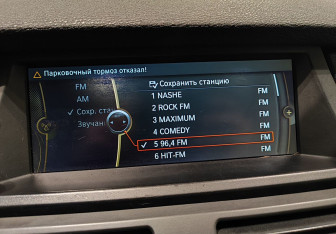 Парковочный тормоз отказал!
FM
AM
Сохр. ста
Звучан
Сохранить станцию
1 NASHE FM
2 ROCK FM FM
3 MAXIMUM FM
4 COMEDY FM
5 96,4 FM FM
6 HIT-FM FM